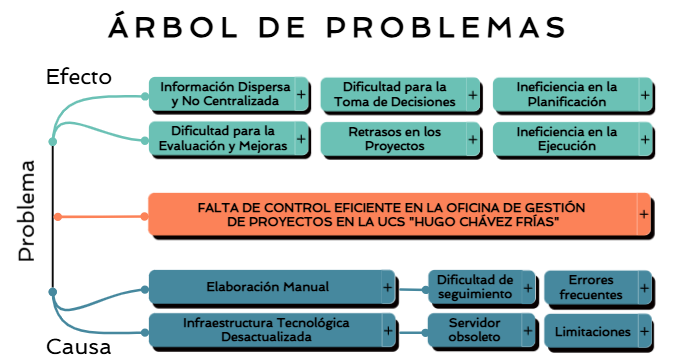 ÁRBOL DE PROBLEMAS
Efecto
Información Dispersa
y No Centralizada
+
Dificultad para la
Toma de Decisiones
+
Ineficiencia en la
Planificación
+
Dificultad para la
Evaluación y Mejoras
+
Retrasos en los
Proyectos
+
Ineficiencia en la
Ejecución
+
Problema
FALTA DE CONTROL EFICIENTE EN LA OFICINA DE GESTIÓN
DE PROYECTOS EN LA UCS "HUGO CHÁVEZ FRÍAS"
+
Elaboración Manual
+
Dificultad de
seguimiento
+
Errores
frecuentes
+
Infraestructura Tecnológica
Desactualizada
+
Servidor
obsoleto
+
Limitaciones
+
Causa